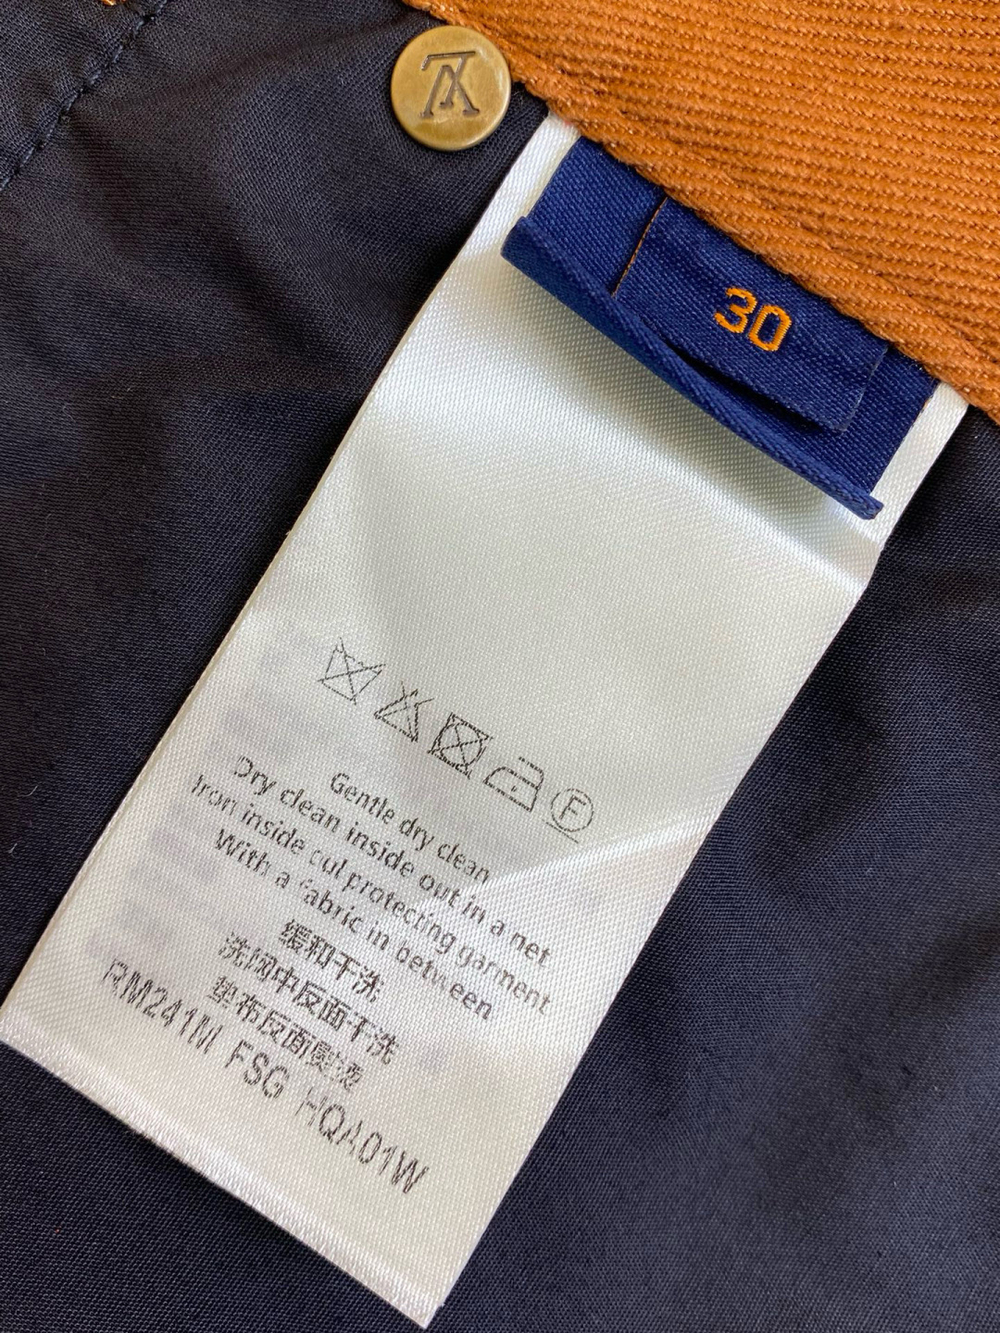 30
F
Gentle dry clean
Dry clean inside out in a net
Iron inside out protecting garment
With a fabric in between
缓和干洗
洗网中反面干洗
垫布反面熨烫
RM241M FSG HQA01W